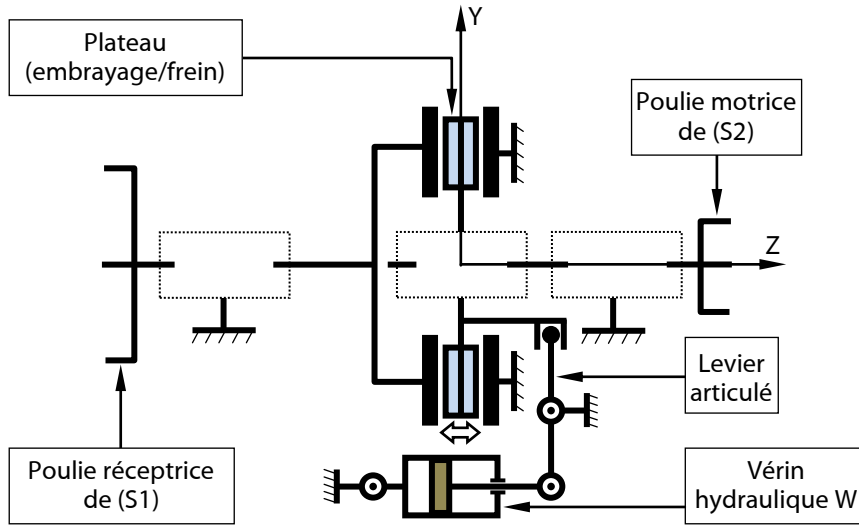 Plateau
(embrayage/frein)
Y
Poulie motrice
de (S2)
Z
Levier
articulé
Poulie réceptrice
de (S1)
Vérin
hydraulique W